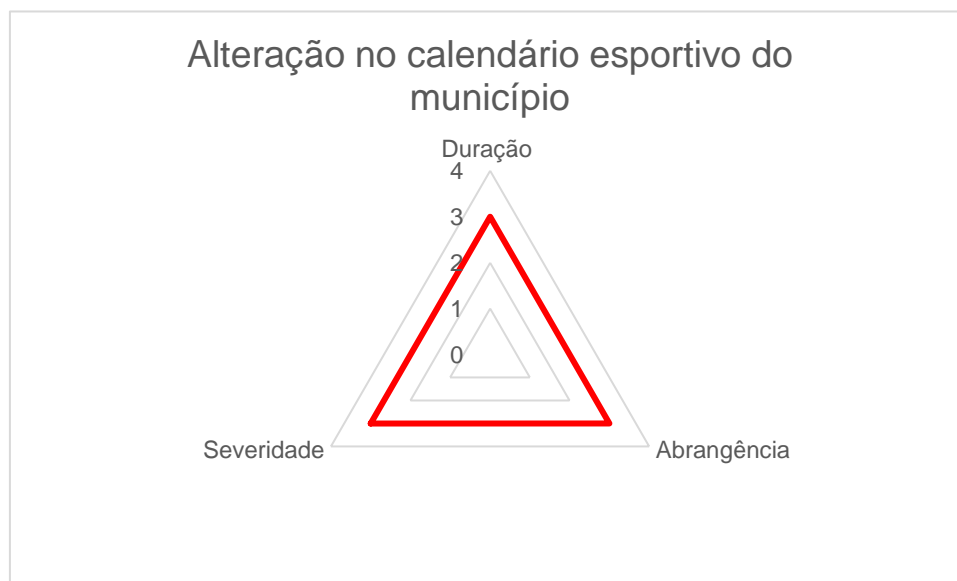 Alteração no calendário esportivo do
município
Duração
4
3
2
1
0
Severidade
Abrangência